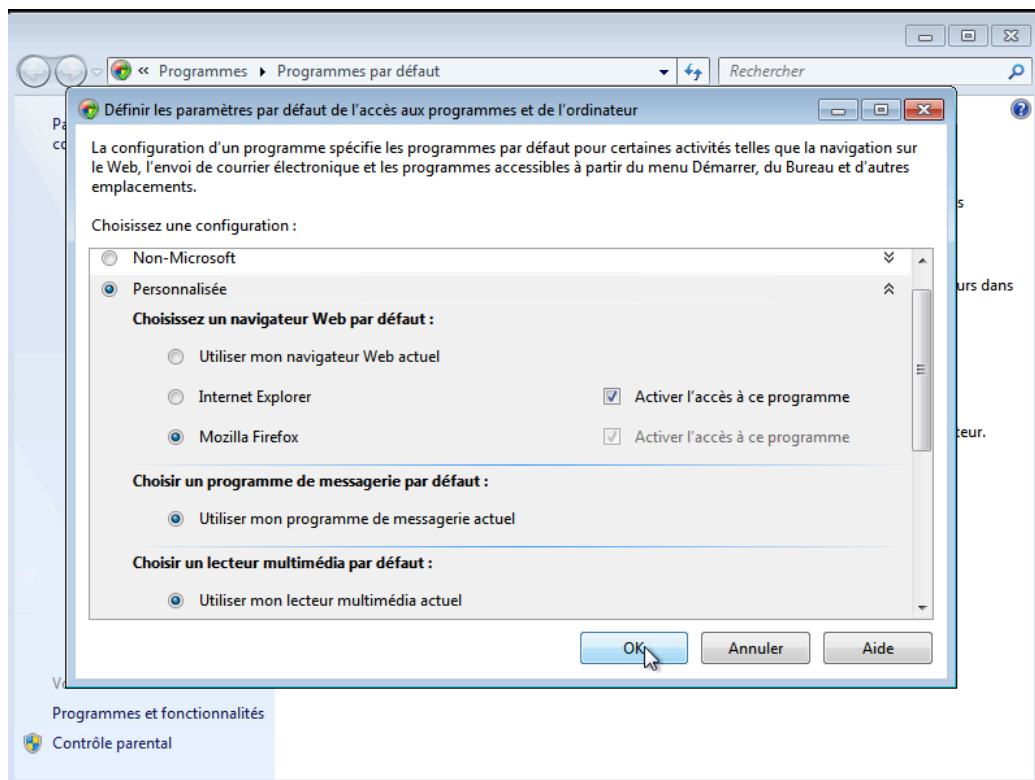 « Programmes ▸ Programmes par défaut
Rechercher
Définir les paramètres par défaut de l'accès aux programmes et de l'ordinateur
La configuration d'un programme spécifie les programmes par défaut pour certaines activités telles que la navigation sur
le Web, l'envoi de courrier électronique et les programmes accessibles à partir du menu Démarrer, du Bureau et d'autres
emplacements.
Choisissez une configuration :
Non-Microsoft
Personnalisée
Choisissez un navigateur Web par défaut :
Utiliser mon navigateur Web actuel
Internet Explorer Activer l'accès à ce programme
Mozilla Firefox Activer l'accès à ce programme
Choisir un programme de messagerie par défaut :
Utiliser mon programme de messagerie actuel
Choisir un lecteur multimédia par défaut :
Utiliser mon lecteur multimédia actuel
OK Annuler Aide
urs dans
teur.
Programmes et fonctionnalités
Contrôle parental